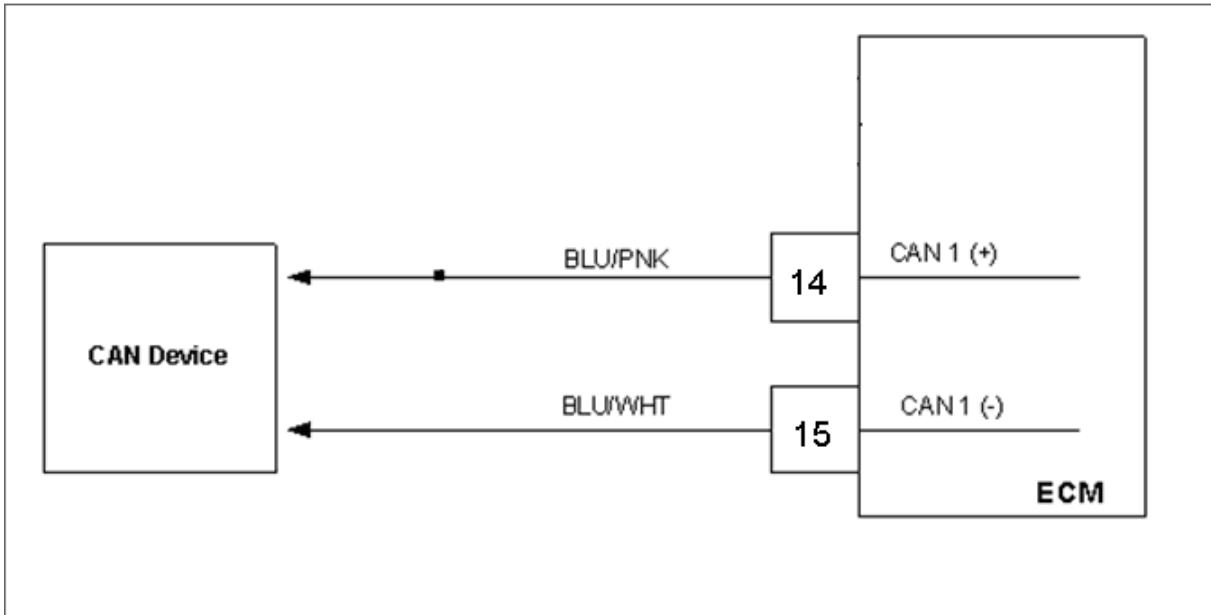 BLU/PNK
14
CAN 1 (+)
CAN Device
BLU/WHT
15
CAN 1 (-)
ECM